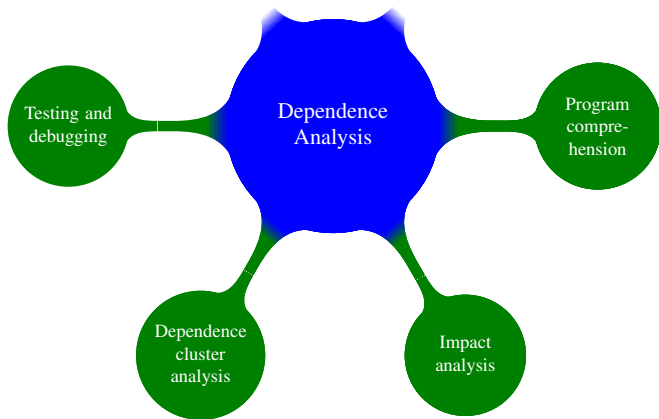 Dependence
Analysis
Testing and
debugging
Program
compre-
hension
Dependence
cluster
analysis
Impact
analysis